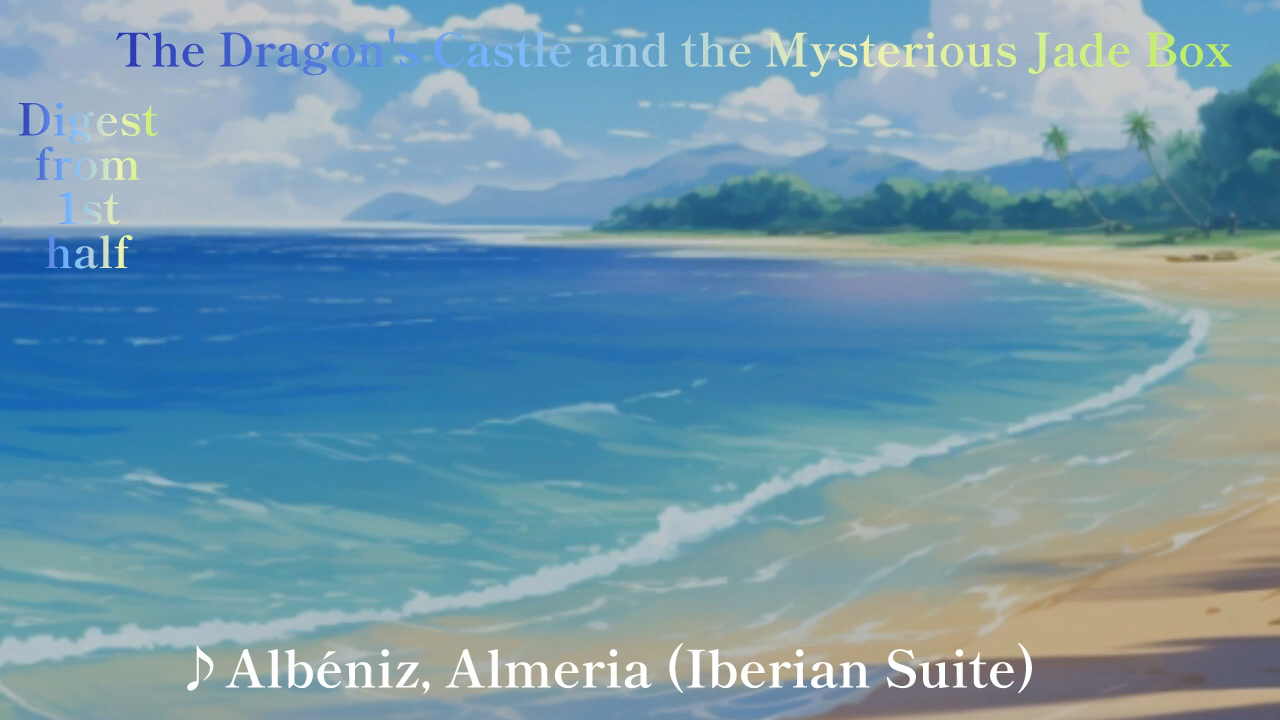 The Dragon's Castle and the Mysterious Jade Box
Digest
from
1st
half
♪ Albéniz, Almeria (Iberian Suite)